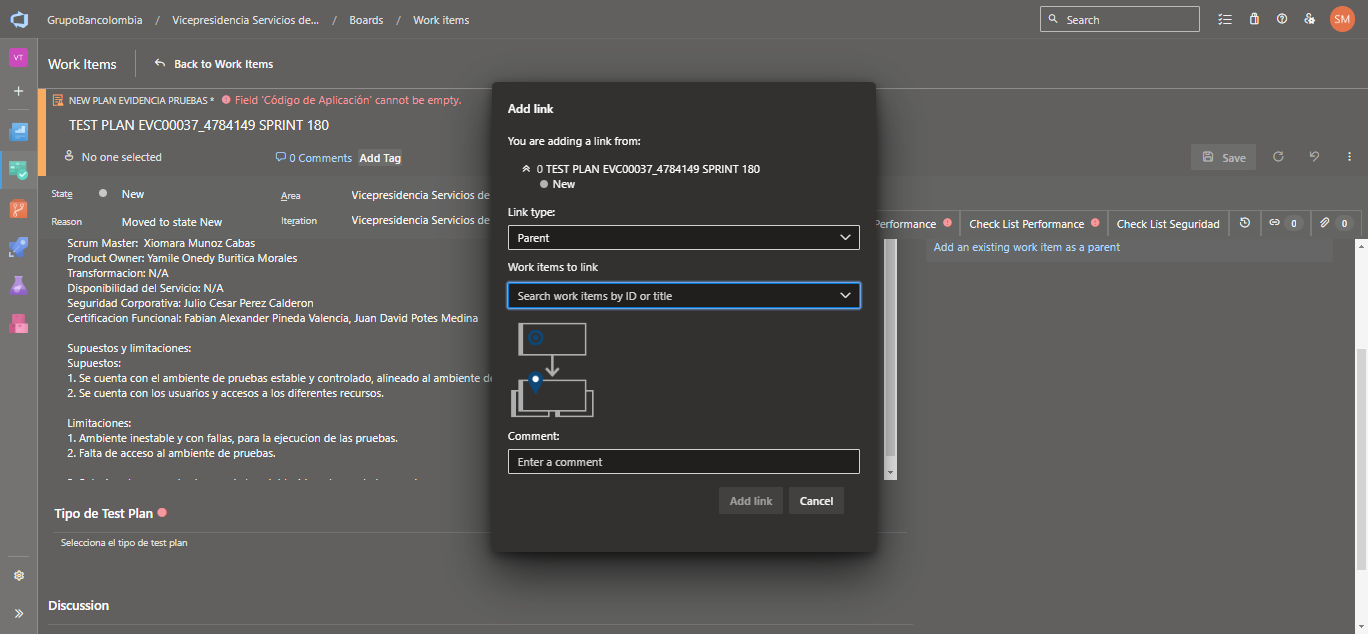 GrupoBancolombia / Vicepresidencia Servicios de... / Boards / Work items
Search
SM
VT
Work Items
Back to Work Items
NEW PLAN EVIDENCIA PRUEBAS * Field 'Código de Aplicación' cannot be empty.
TEST PLAN EVC00037_4784149 SPRINT 180
No one selected
0 Comments
Add Tag
Save
State
New
Area
Vicepresidencia Servicios de
Reason
Moved to state New
Iteration
Vicepresidencia Servicios de
Performance
Check List Performance
Check List Seguridad
0
0
Scrum Master: Xiomara Munoz Cabas
Product Owner: Yamile Onedy Buritica Morales
Transformacion: N/A
Disponibilidad del Servicio: N/A
Seguridad Corporativa: Julio Cesar Perez Calderon
Certificacion Funcional: Fabian Alexander Pineda Valencia, Juan David Potes Medina
Supuestos y limitaciones:
Supuestos:
1. Se cuenta con el ambiente de pruebas estable y controlado, alineado al ambiente de
2. Se cuenta con los usuarios y accesos a los diferentes recursos.
Limitaciones:
1. Ambiente inestable y con fallas, para la ejecucion de las pruebas.
2. Falta de acceso al ambiente de pruebas.
Tipo de Test Plan
Selecciona el tipo de test plan
Discussion
Add an existing work item as a parent
Add link
You are adding a link from:
0 TEST PLAN EVC00037_4784149 SPRINT 180
New
Link type:
Parent
Work items to link
Search work items by ID or title
Comment:
Enter a comment
Add link
Cancel